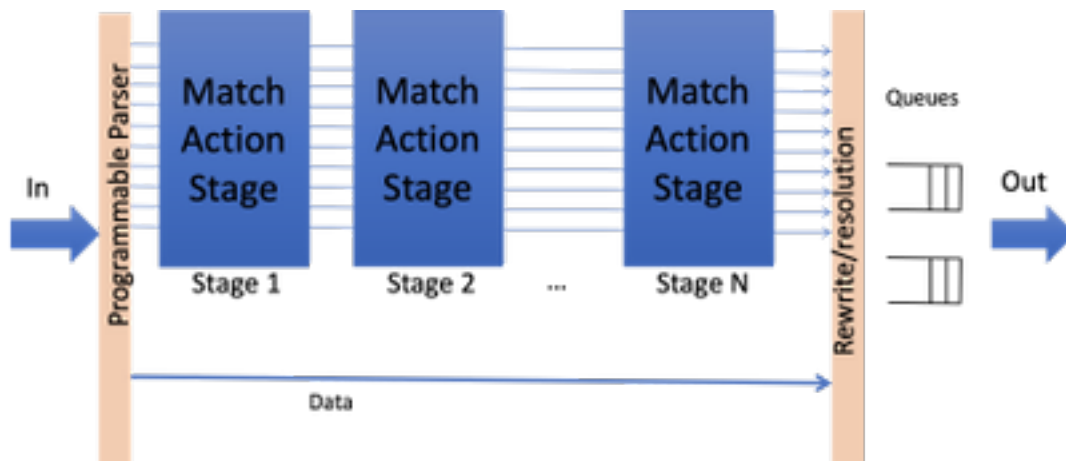 In
Programmable Parser
Match
Action
Stage
Stage 1
Match
Action
Stage
Stage 2
...
Match
Action
Stage
Stage N
Data
Rewrite/resolution
Queues
Out